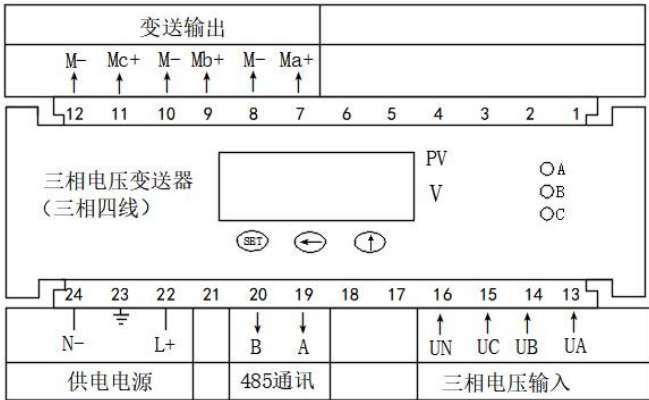 变送输出
M- Mc+ M- Mb+ M- Ma+
12 11 10 9 8 7 6 5 4 3 2 1
三相电压变送器
（三相四线）
PV
V
A
B
C
SET
24 23 22 21 20 19 18 17 16 15 14 13
N- L+ B A UN UC UB UA
供电电源 485通讯 三相电压输入